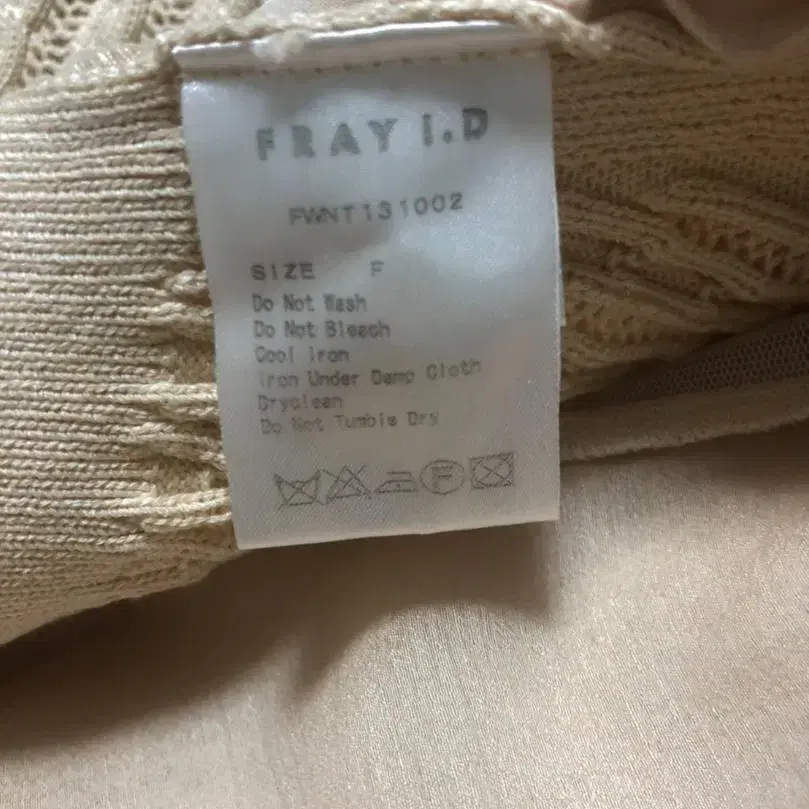 FRAY I.D
FWNT131002
SIZE F
Do Not Wash
Do Not Bleach
Cool Iron
Iron Under Damp Cloth
Dryclean
Do Not Tumble Dry
F